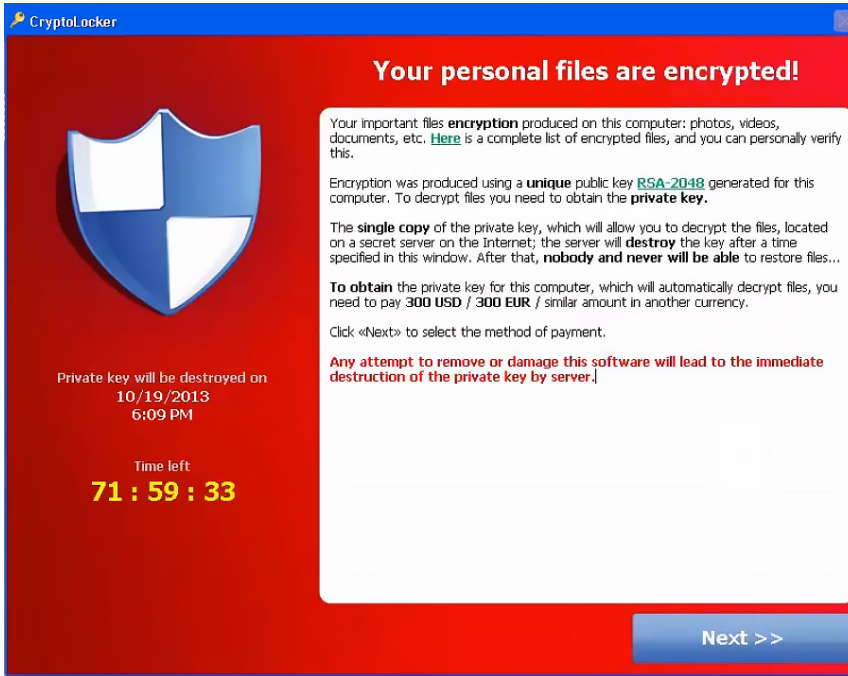 CryptoLocker
Your personal files are encrypted!
Your important files encryption produced on this computer: photos, videos,
documents, etc. Here is a complete list of encrypted files, and you can personally verify
this.
Encryption was produced using a unique public key RSA-2048 generated for this
computer. To decrypt files you need to obtain the private key.
The single copy of the private key, which will allow you to decrypt the files, located
on a secret server on the Internet; the server will destroy the key after a time
specified in this window. After that, nobody and never will be able to restore files...
To obtain the private key for this computer, which will automatically decrypt files, you
need to pay 300 USD / 300 EUR / similar amount in another currency.
Click «Next» to select the method of payment.
Any attempt to remove or damage this software will lead to the immediate
destruction of the private key by server.
Private key will be destroyed on
10/19/2013
6:09 PM
Time left
71 : 59 : 33
Next >>